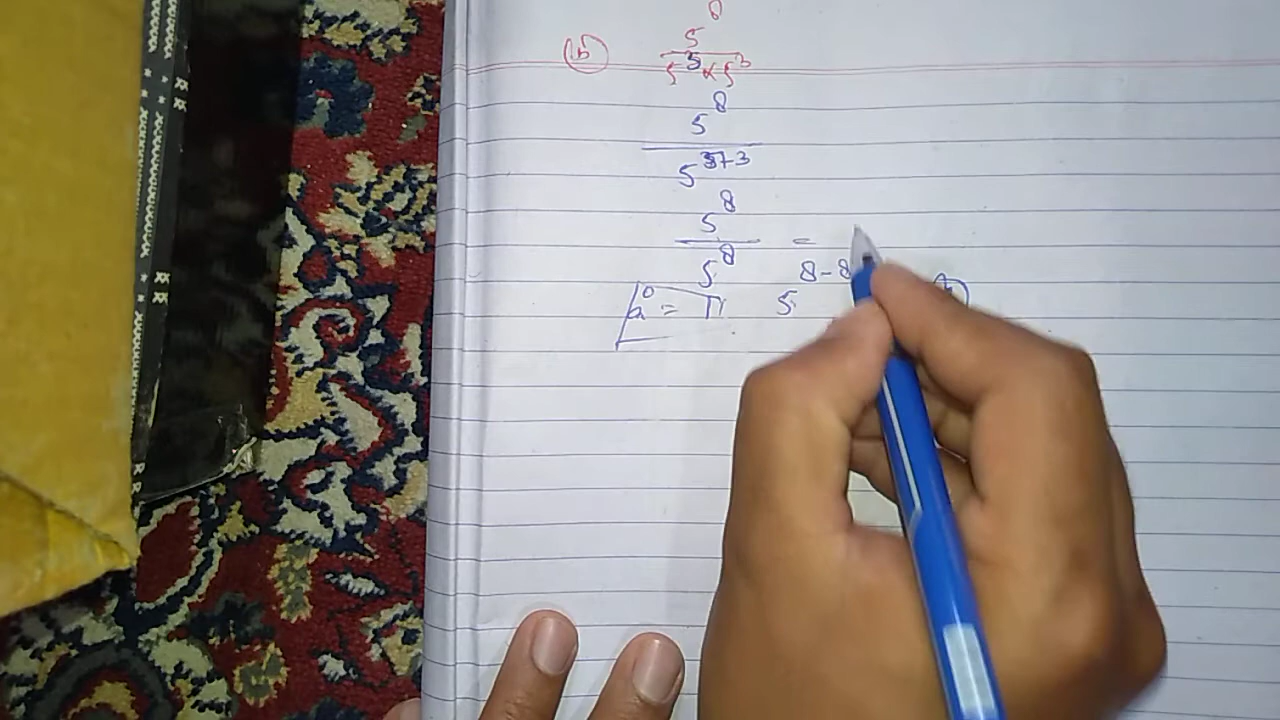 (b) 5^8
5^5 × 5^3
5^8
5^5+3
5^8
5^8 =
a^0 = 1 5^8-8